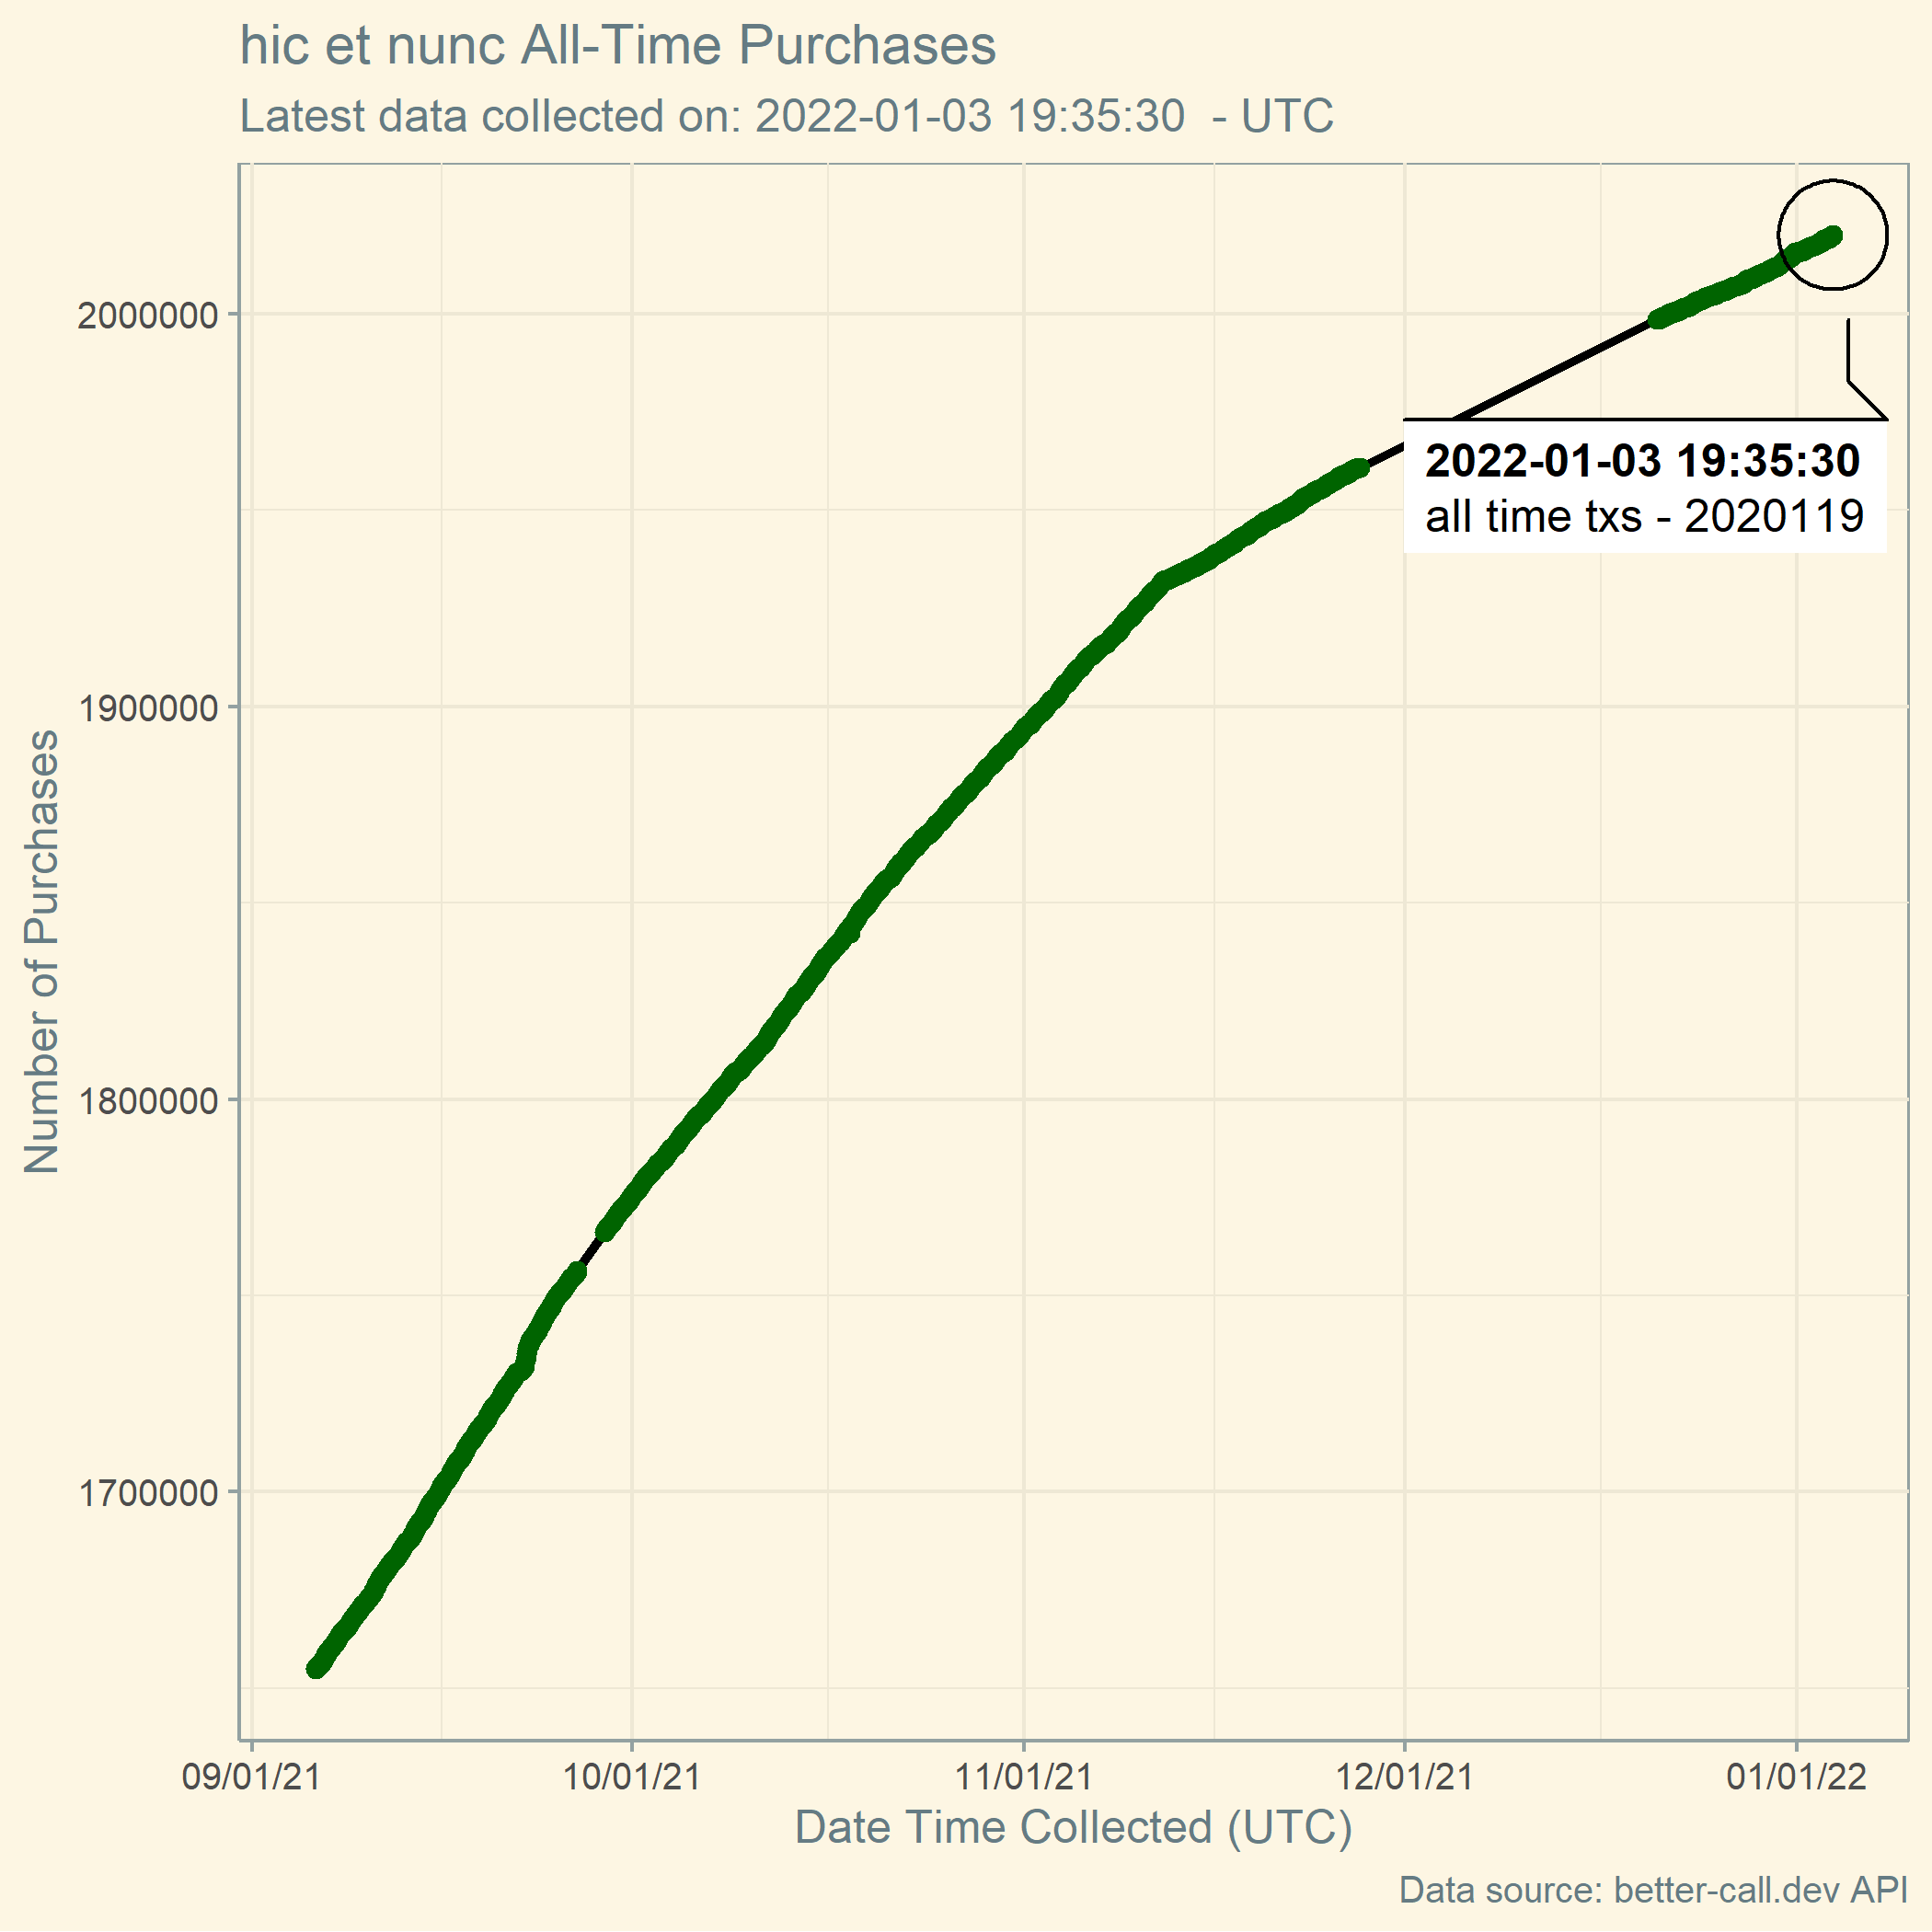 hic et nunc All-Time Purchases
Latest data collected on: 2022-01-03 19:35:30  - UTC
Number of Purchases
2000000
1900000
1800000
1700000
2022-01-03 19:35:30
all time txs - 2020119
09/01/21
10/01/21
11/01/21
12/01/21
01/01/22
Date Time Collected (UTC)
Data source: better-call.dev API